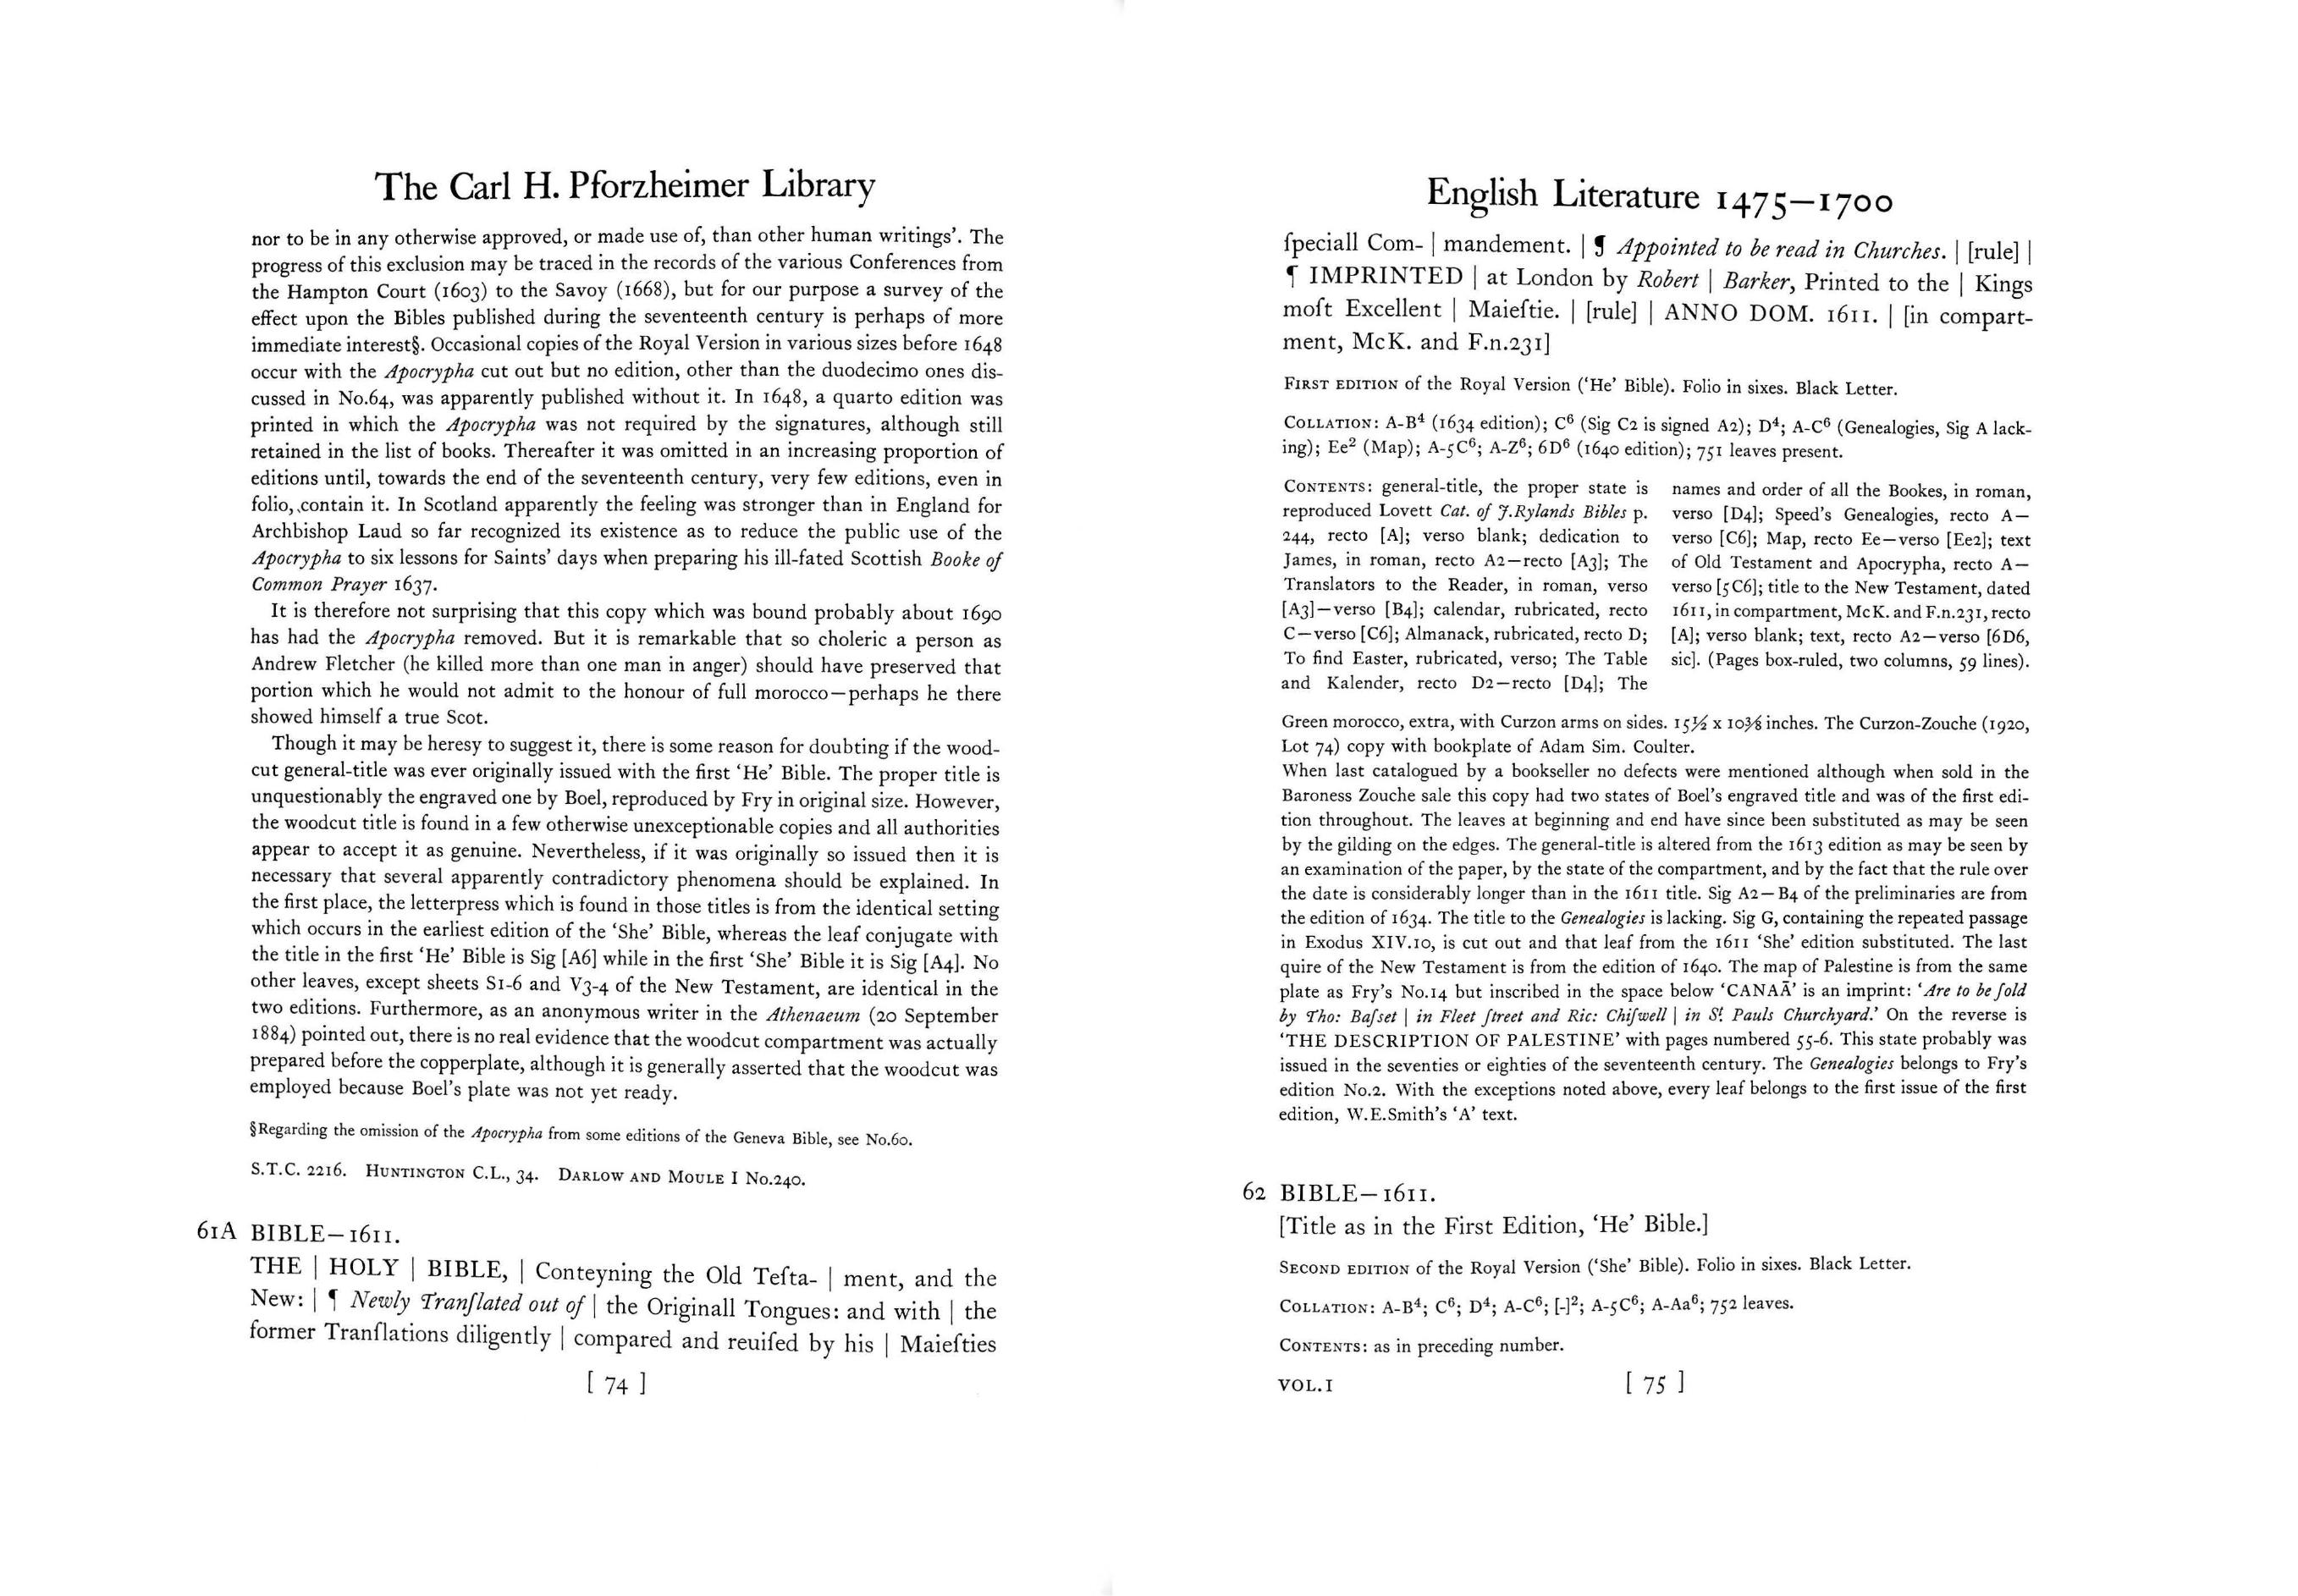 The Carl H. Pforzheimer Library
nor to be in any otherwise approved, or made use of, than other human writings’. The
progress of this exclusion may be traced in the records of the various Conferences from
the Hampton Court (1603) to the Savoy (1668), but for our purpose a survey of the
effect upon the Bibles published during the seventeenth century is perhaps of more
immediate interest§. Occasional copies of the Royal Version in various sizes before 1648
occur with the Apocrypha cut out but no edition, other than the duodecimo ones dis-
cussed in No.64, was apparently published without it. In 1648, a quarto edition was
printed in which the Apocrypha was not required by the signatures, although still
retained in the list of books. Thereafter it was omitted in an increasing proportion of
editions until, towards the end of the seventeenth century, very few editions, even in
folio, contain it. In Scotland apparently the feeling was stronger than in England for
Archbishop Laud so far recognized its existence as to reduce the public use of the
Apocrypha to six lessons for Saints’ days when preparing his ill-fated Scottish Booke of
Common Prayer 1637.
It is therefore not surprising that this copy which was bound probably about 1690
has had the Apocrypha removed. But it is remarkable that so choleric a person as
Andrew Fletcher (he killed more than one man in anger) should have preserved that
portion which he would not admit to the honour of full morocco—perhaps he there
showed himself a true Scot.
Though it may be heresy to suggest it, there is some reason for doubting if the wood-
cut general-title was ever originally issued with the first ‘He’ Bible. The proper title is
unquestionably the engraved one by Boel, reproduced by Fry in original size. However,
the woodcut title is found in a few otherwise unexceptionable copies and all authorities
appear to accept it as genuine. Nevertheless, if it was originally so issued then it is
necessary that several apparently contradictory phenomena should be explained. In
the first place, the letterpress which is found in those titles is from the identical setting
which occurs in the earliest edition of the ‘She’ Bible, whereas the leaf conjugate with
the title in the first ‘He’ Bible is Sig [A6] while in the first ‘She’ Bible it is Sig [A4]. No
other leaves, except sheets S1-6 and V3-4 of the New Testament, are identical in the
two editions. Furthermore, as an anonymous writer in the Athenaeum (20 September
1884) pointed out, there is no real evidence that the woodcut compartment was actually
prepared before the copperplate, although it is generally asserted that the woodcut was
employed because Boel’s plate was not yet ready.
§Regarding the omission of the Apocrypha from some editions of the Geneva Bible, see No.60.
S.T.C. 2216. HUNTINGTON C.L., 34. DARLOW AND MOULE I No.240.
61A BIBLE—1611.
THE | HOLY | BIBLE, | Conteyning the Old Teſta- | ment, and the
New: | ¶ Newly Tranſlated out of | the Originall Tongues: and with | the
former Tranſlations diligently | compared and reuiſed by his | Maieſties
[ 74 ]
English Literature 1475—1700
ſpeciall Com- | mandement. | ¶ Appointed to be read in Churches. | [rule] |
¶ IMPRINTED | at London by Robert | Barker, Printed to the | Kings
moſt Excellent | Maieſtie. | [rule] | ANNO DOM. 1611. | [in compart-
ment, McK. and F.n.231]
FIRST EDITION of the Royal Version (‘He’ Bible). Folio in sixes. Black Letter.
COLLATION: A-B⁴ (1634 edition); C⁶ (Sig C2 is signed A2); D⁴; A-C⁶ (Genealogies, Sig A lack-
ing); Ee² (Map); A-5C⁶; A-Z⁶; 6D⁶ (1640 edition); 751 leaves present.
CONTENTS: general-title, the proper state is
reproduced Lovett Cat. of J.Rylands Bibles p.
244, recto [A]; verso blank; dedication to
James, in roman, recto A2—recto [A3]; The
Translators to the Reader, in roman, verso
[A3]—verso [B4]; calendar, rubricated, recto
C—verso [C6]; Almanack, rubricated, recto D;
To find Easter, rubricated, verso; The Table
and Kalender, recto D2—recto [D4]; The
names and order of all the Bookes, in roman,
verso [D4]; Speed’s Genealogies, recto A—
verso [C6]; Map, recto Ee—verso [Ee2]; text
of Old Testament and Apocrypha, recto A—
verso [5C6]; title to the New Testament, dated
1611, in compartment, McK. and F.n.231, recto
[A]; verso blank; text, recto A2—verso [6D6,
sic]. (Pages box-ruled, two columns, 59 lines).
Green morocco, extra, with Curzon arms on sides. 15½ x 10⅜ inches. The Curzon-Zouche (1920,
Lot 74) copy with bookplate of Adam Sim. Coulter.
When last catalogued by a bookseller no defects were mentioned although when sold in the
Baroness Zouche sale this copy had two states of Boel’s engraved title and was of the first edi-
tion throughout. The leaves at beginning and end have since been substituted as may be seen
by the gilding on the edges. The general-title is altered from the 1613 edition as may be seen by
an examination of the paper, by the state of the compartment, and by the fact that the rule over
the date is considerably longer than in the 1611 title. Sig A2—B4 of the preliminaries are from
the edition of 1634. The title to the Genealogies is lacking. Sig G, containing the repeated passage
in Exodus XIV.10, is cut out and that leaf from the 1611 ‘She’ edition substituted. The last
quire of the New Testament is from the edition of 1640. The map of Palestine is from the same
plate as Fry’s No.14 but inscribed in the space below ‘CANAĀ’ is an imprint: ‘Are to be ſold
by Tho: Baſset | in Fleet ſtreet and Ric: Chiſwell | in St. Pauls Churchyard.’ On the reverse is
‘THE DESCRIPTION OF PALESTINE’ with pages numbered 55-6. This state probably was
issued in the seventies or eighties of the seventeenth century. The Genealogies belongs to Fry’s
edition No.2. With the exceptions noted above, every leaf belongs to the first issue of the first
edition, W.E.Smith’s ‘A’ text.
62 BIBLE—1611.
[Title as in the First Edition, ‘He’ Bible.]
SECOND EDITION of the Royal Version (‘She’ Bible). Folio in sixes. Black Letter.
COLLATION: A-B⁴; C⁶; D⁴; A-C⁶; [-]²; A-5C⁶; A-Aa⁶; 752 leaves.
CONTENTS: as in preceding number.
VOL.I
[ 75 ]